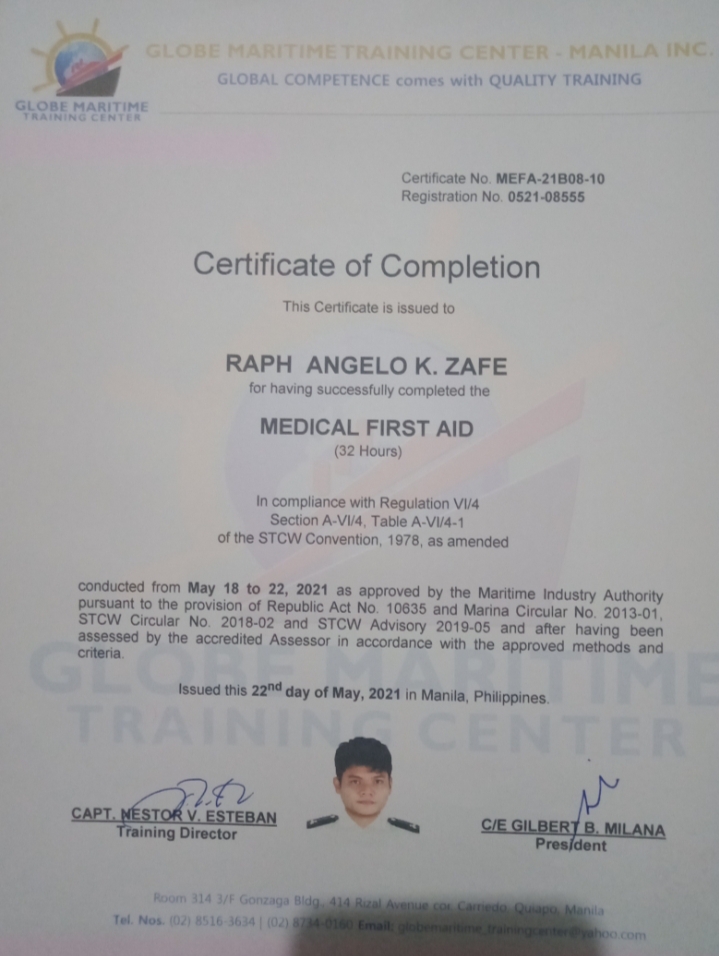 GLOBE MARITIME TRAINING CENTER - MANILA INC.
GLOBAL COMPETENCE comes with QUALITY TRAINING
GLOBE MARITIME
TRAINING CENTER
Certificate No. MEFA-21B08-10
Registration No. 0521-08555
Certificate of Completion
This Certificate is issued to
RAPH ANGELO K. ZAFE
for having successfully completed the
MEDICAL FIRST AID
(32 Hours)
In compliance with Regulation VI/4
Section A-VI/4, Table A-VI/4-1
of the STCW Convention, 1978, as amended
conducted from May 18 to 22, 2021 as approved by the Maritime Industry Authority
pursuant to the provision of Republic Act No. 10635 and Marina Circular No. 2013-01,
STCW Circular No. 2018-02 and STCW Advisory 2019-05 and after having been
assessed by the accredited Assessor in accordance with the approved methods and
criteria.
GLOBE MARITIME
TRAINING CENTER
Issued this 22nd day of May, 2021 in Manila, Philippines.
CAPT. NESTOR V. ESTEBAN
Training Director
C/E GILBERT B. MILANA
President
Room 314 3/F Gonzaga Bldg., 414 Rizal Avenue cor. Carriedo, Quiapo, Manila
Tel. Nos. (02) 8516-3634 | (02) 8734-0160 Email: globemaritime_trainingcenter@yahoo.com